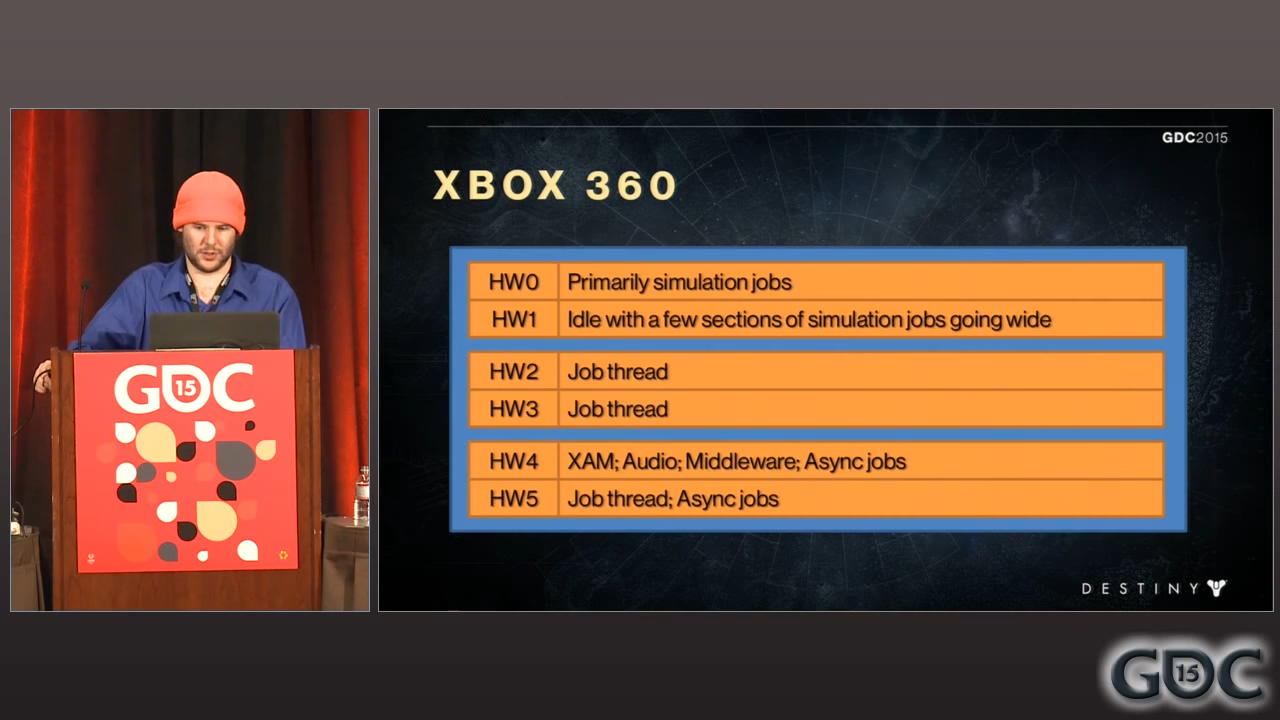 GDC 15
GDC2015
XBOX 360
HW0 Primarily simulation jobs
HW1 Idle with a few sections of simulation jobs going wide
HW2 Job thread
HW3 Job thread
HW4 XAM; Audio; Middleware; Async jobs
HW5 Job thread; Async jobs
DESTINY
GDC 15